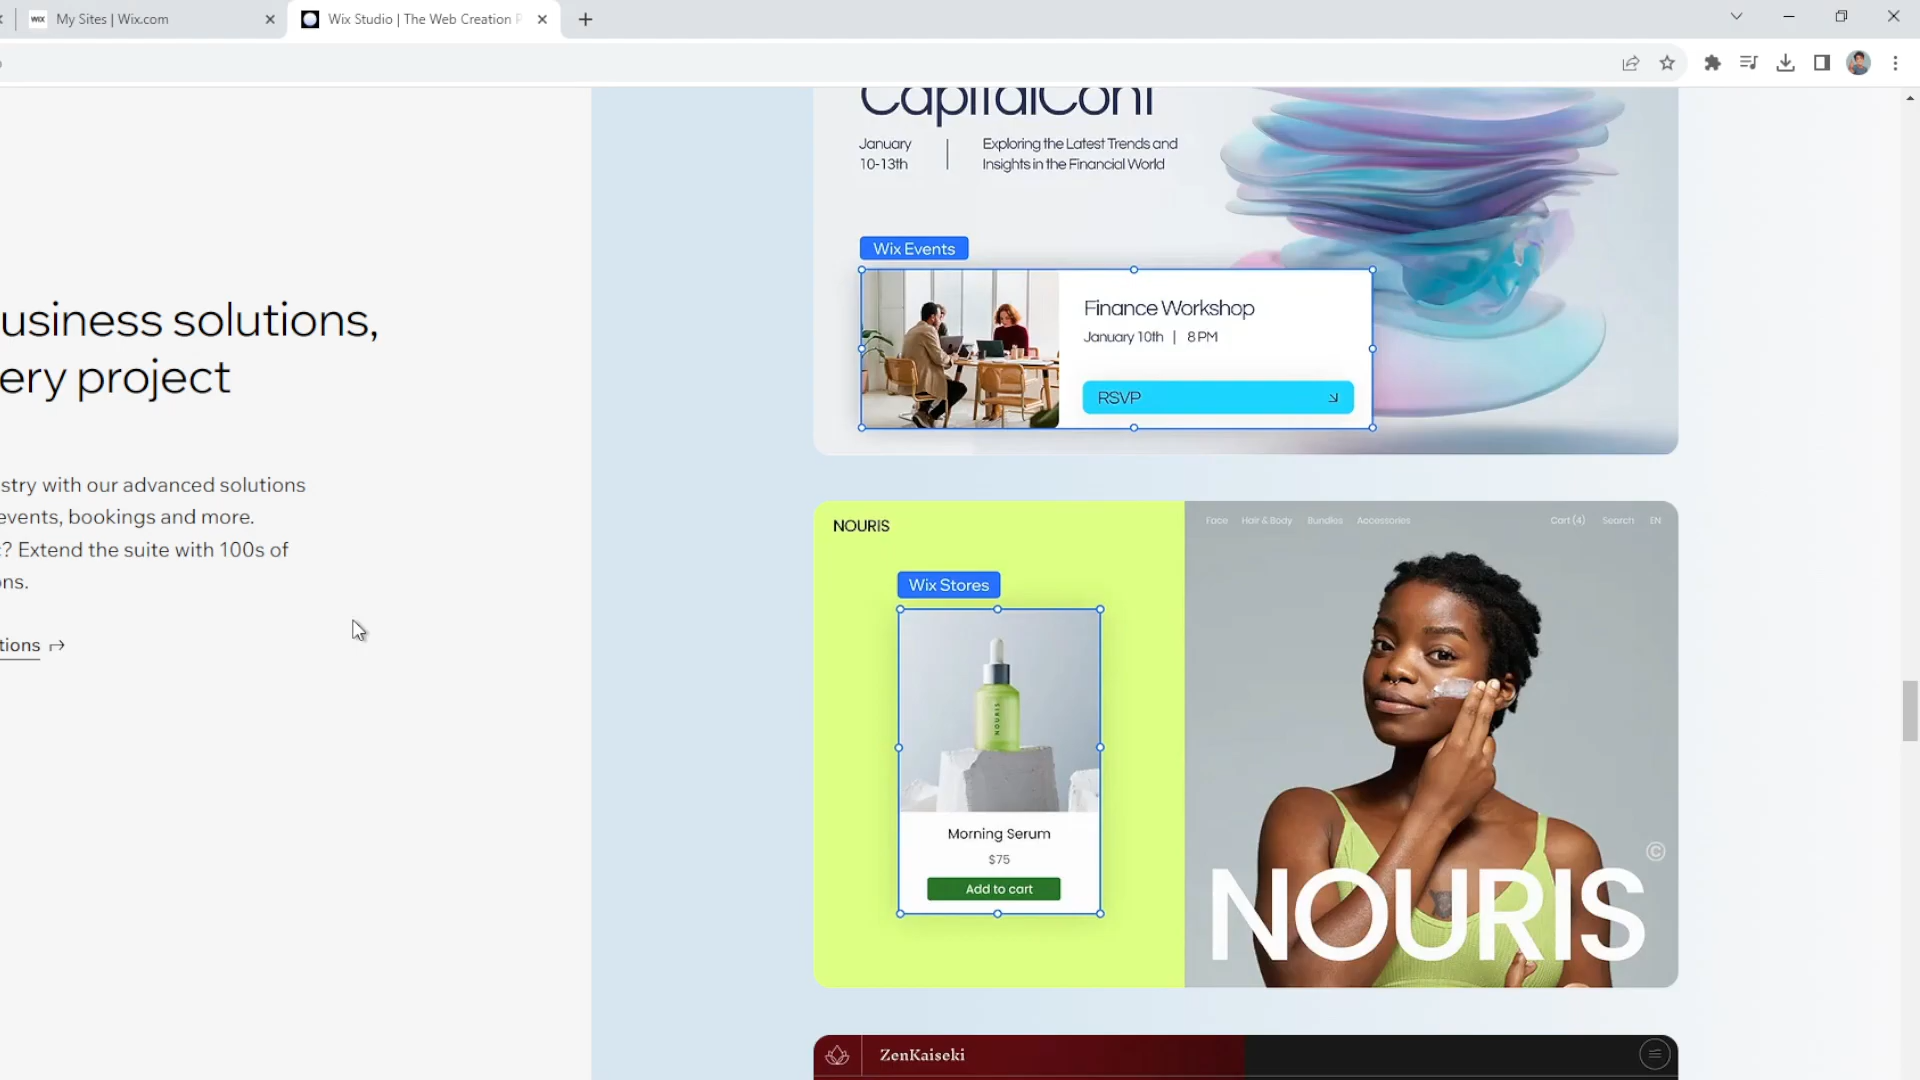 WIX My Sites | Wix.com
Wix Studio | The Web Creation P
CapitalConf
January
10-13th
Exploring the Latest Trends and
Insights in the Financial World
Wix Events
Finance Workshop
January 10th | 8 PM
RSVP
usiness solutions,
ery project
stry with our advanced solutions
events, bookings and more.
? Extend the suite with 100s of
ons.
tions
NOURIS
Face Hair & Body Bundles Accessories Cart (4) Search EN
Wix Stores
NOURIS
Morning Serum
$75
Add to cart
©
NOURIS
ZenKaiseki